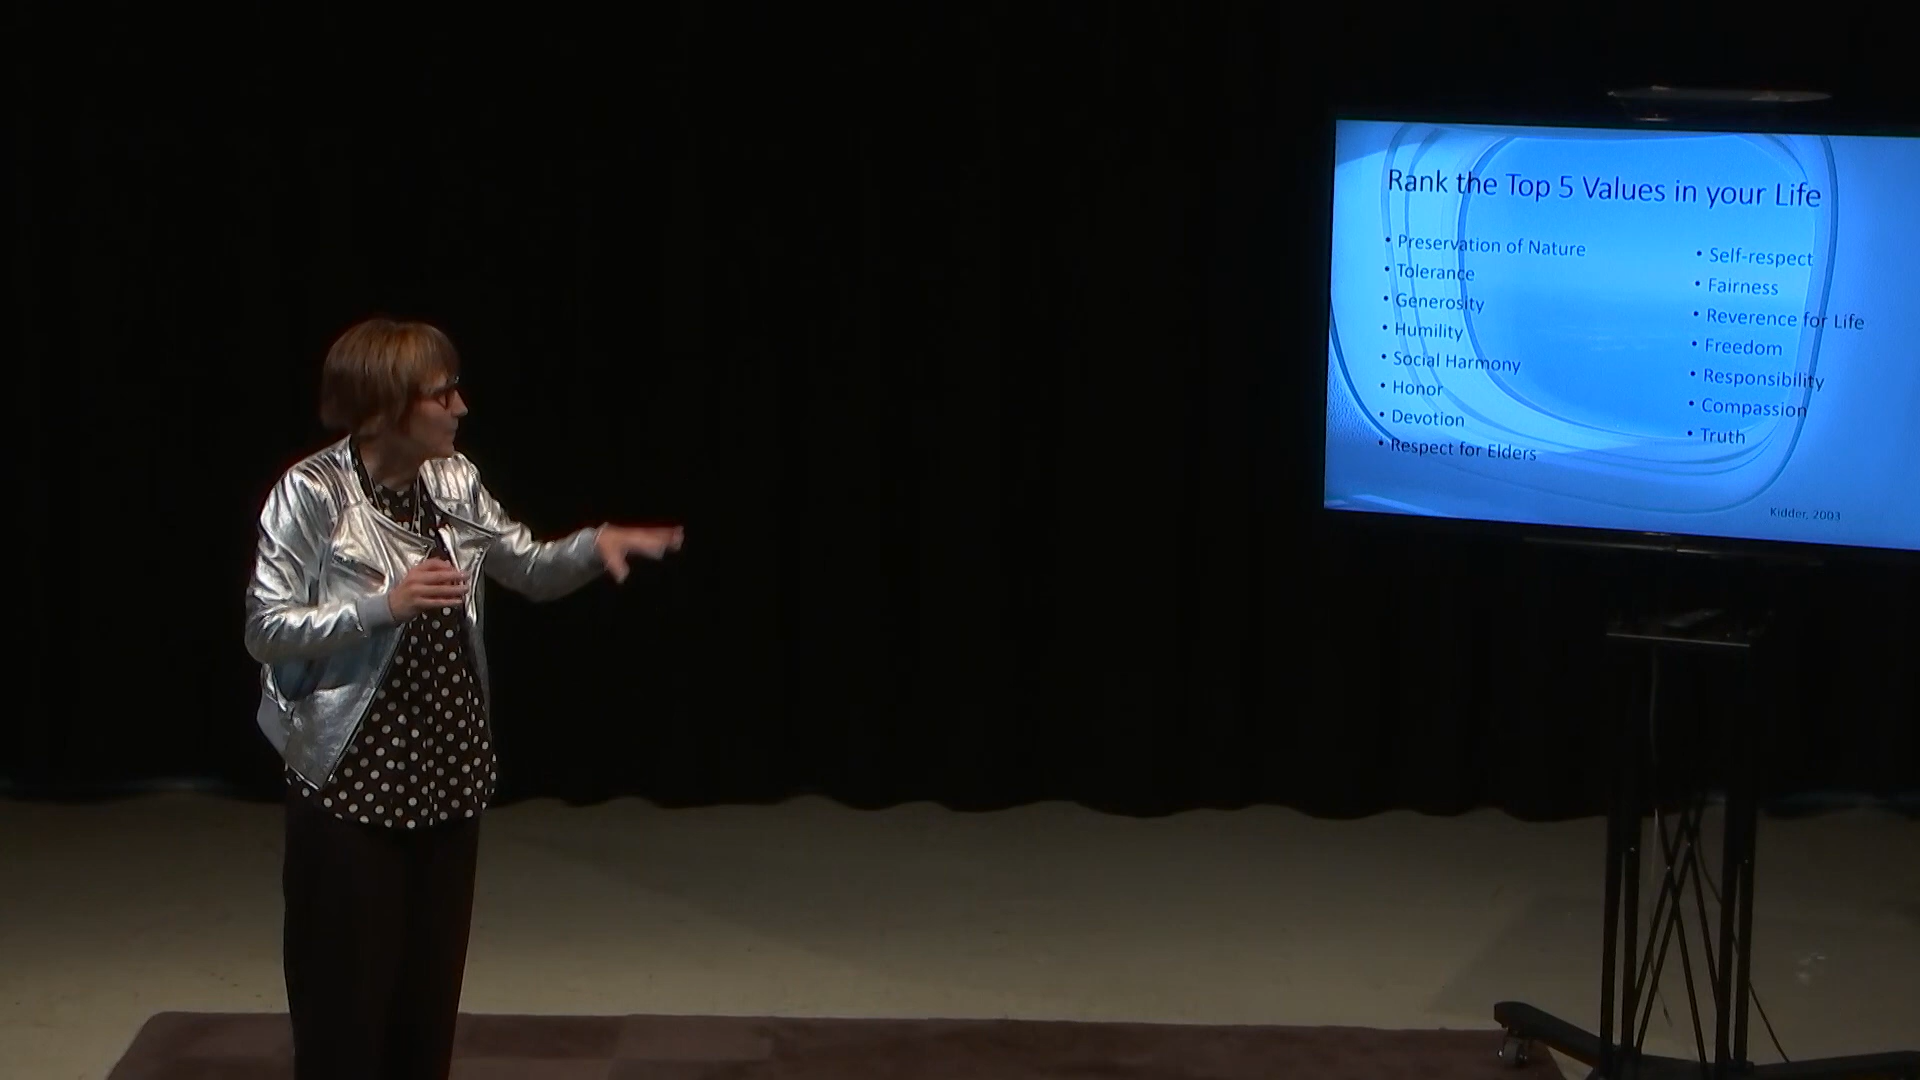 Rank the Top 5 Values in your Life
• Preservation of Nature
• Tolerance
• Generosity
• Humility
• Social Harmony
• Honor
• Devotion
• Respect for Elders
• Self-respect
• Fairness
• Reverence for Life
• Freedom
• Responsibility
• Compassion
• Truth
Kidder, 2003